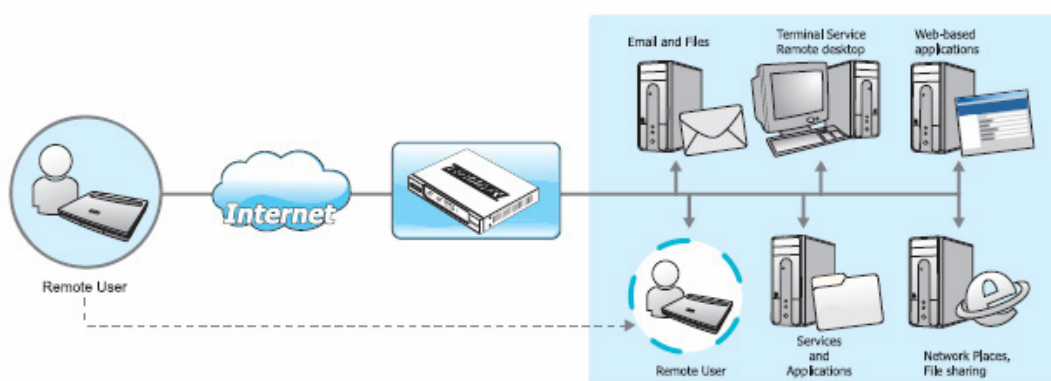 Email and Files
Terminal Service
Remote desktop
Web-based
applications
Internet
Remote User
Remote User
Services
and
Applications
Network Places,
File sharing